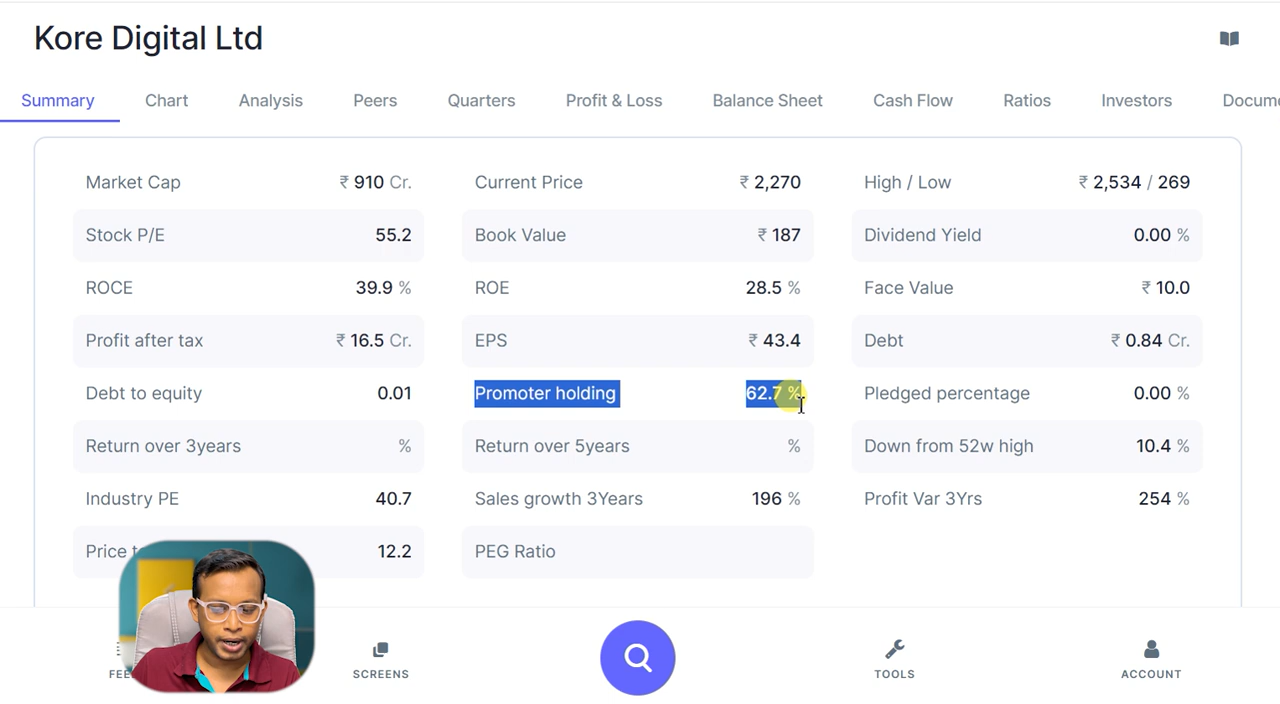 Kore Digital Ltd
Summary Chart Analysis Peers Quarters Profit & Loss Balance Sheet Cash Flow Ratios Investors
Market Cap ₹ 910 Cr. Current Price ₹ 2,270 High / Low ₹ 2,534 / 269
Stock P/E 55.2 Book Value ₹ 187 Dividend Yield 0.00 %
ROCE 39.9 % ROE 28.5 % Face Value ₹ 10.0
Profit after tax ₹ 16.5 Cr. EPS ₹ 43.4 Debt ₹ 0.84 Cr.
Debt to equity 0.01 Promoter holding 62.7 % Pledged percentage 0.00 %
Return over 3years % Return over 5years % Down from 52w high 10.4 %
Industry PE 40.7 Sales growth 3Years 196 % Profit Var 3Yrs 254 %
Price 12.2 PEG Ratio
SCREENS TOOLS ACCOUNT